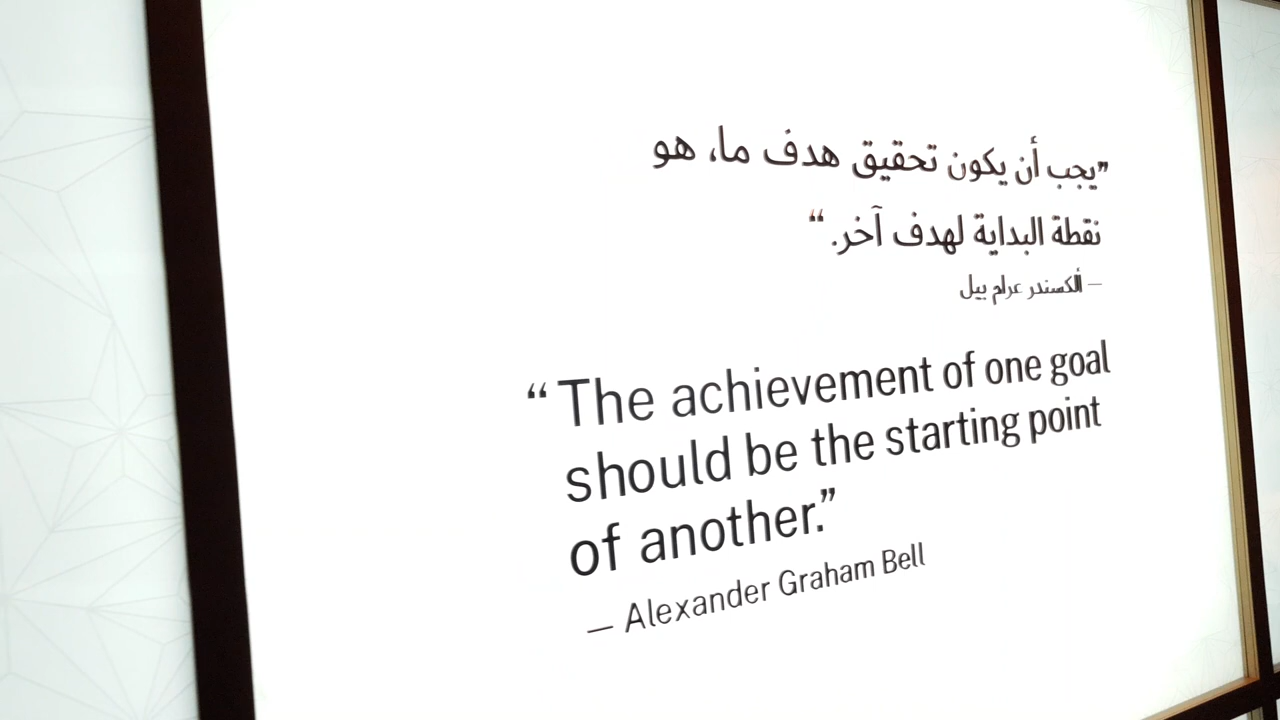 ”يجب أن يكون تحقيق هدف ما، هو
نقطة البداية لهدف آخر.“
— ألكسندر غرام بيل
“The achievement of one goal
should be the starting point
of another.”
— Alexander Graham Bell